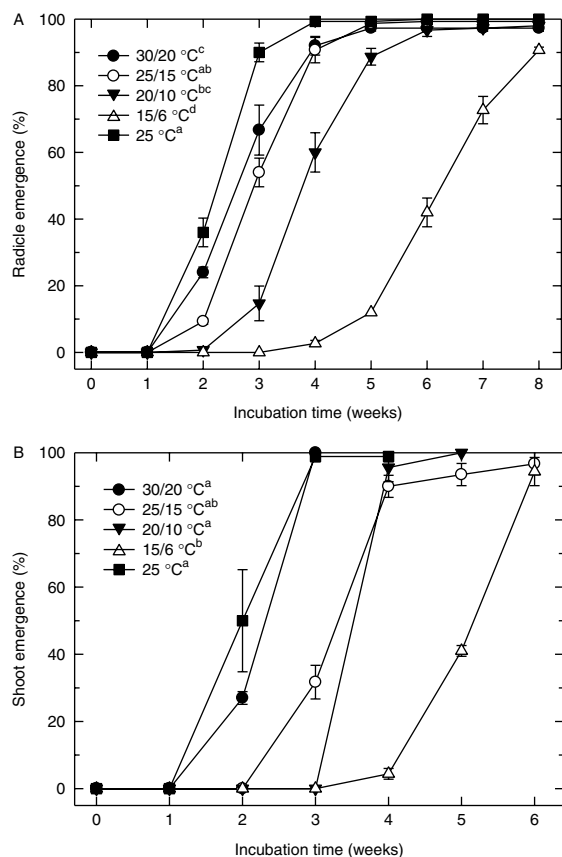 A
30/20 °Cᶜ
25/15 °Cᵃᵇ
20/10 °Cᵇᶜ
15/6 °Cᵈ
25 °Cᵃ
Radicle emergence (%)
100
80
60
40
20
0
0 1 2 3 4 5 6 7 8
Incubation time (weeks)
B
30/20 °Cᵃ
25/15 °Cᵃᵇ
20/10 °Cᵃ
15/6 °Cᵇ
25 °Cᵃ
Shoot emergence (%)
100
80
60
40
20
0
0 1 2 3 4 5 6
Incubation time (weeks)